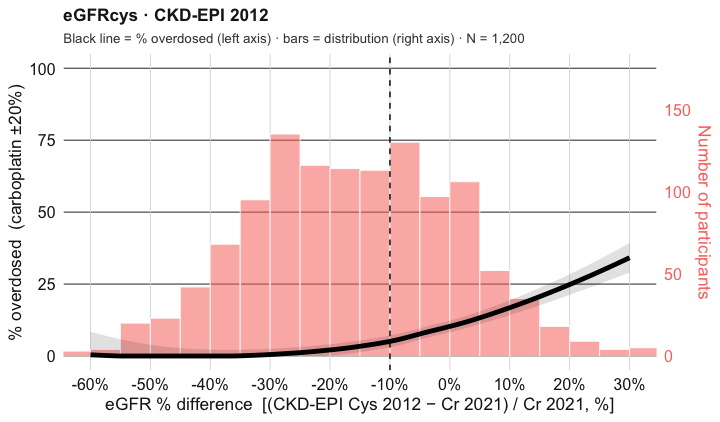 eGFRcys · CKD-EPI 2012
Black line = % overdosed (left axis) · bars = distribution (right axis) · N = 1,200
% overdosed (carboplatin ±20%)
100
75
50
25
0
150
100
50
0
Number of participants
-60% -50% -40% -30% -20% -10% 0% 10% 20% 30%
eGFR % difference [(CKD-EPI Cys 2012 − Cr 2021) / Cr 2021, %]